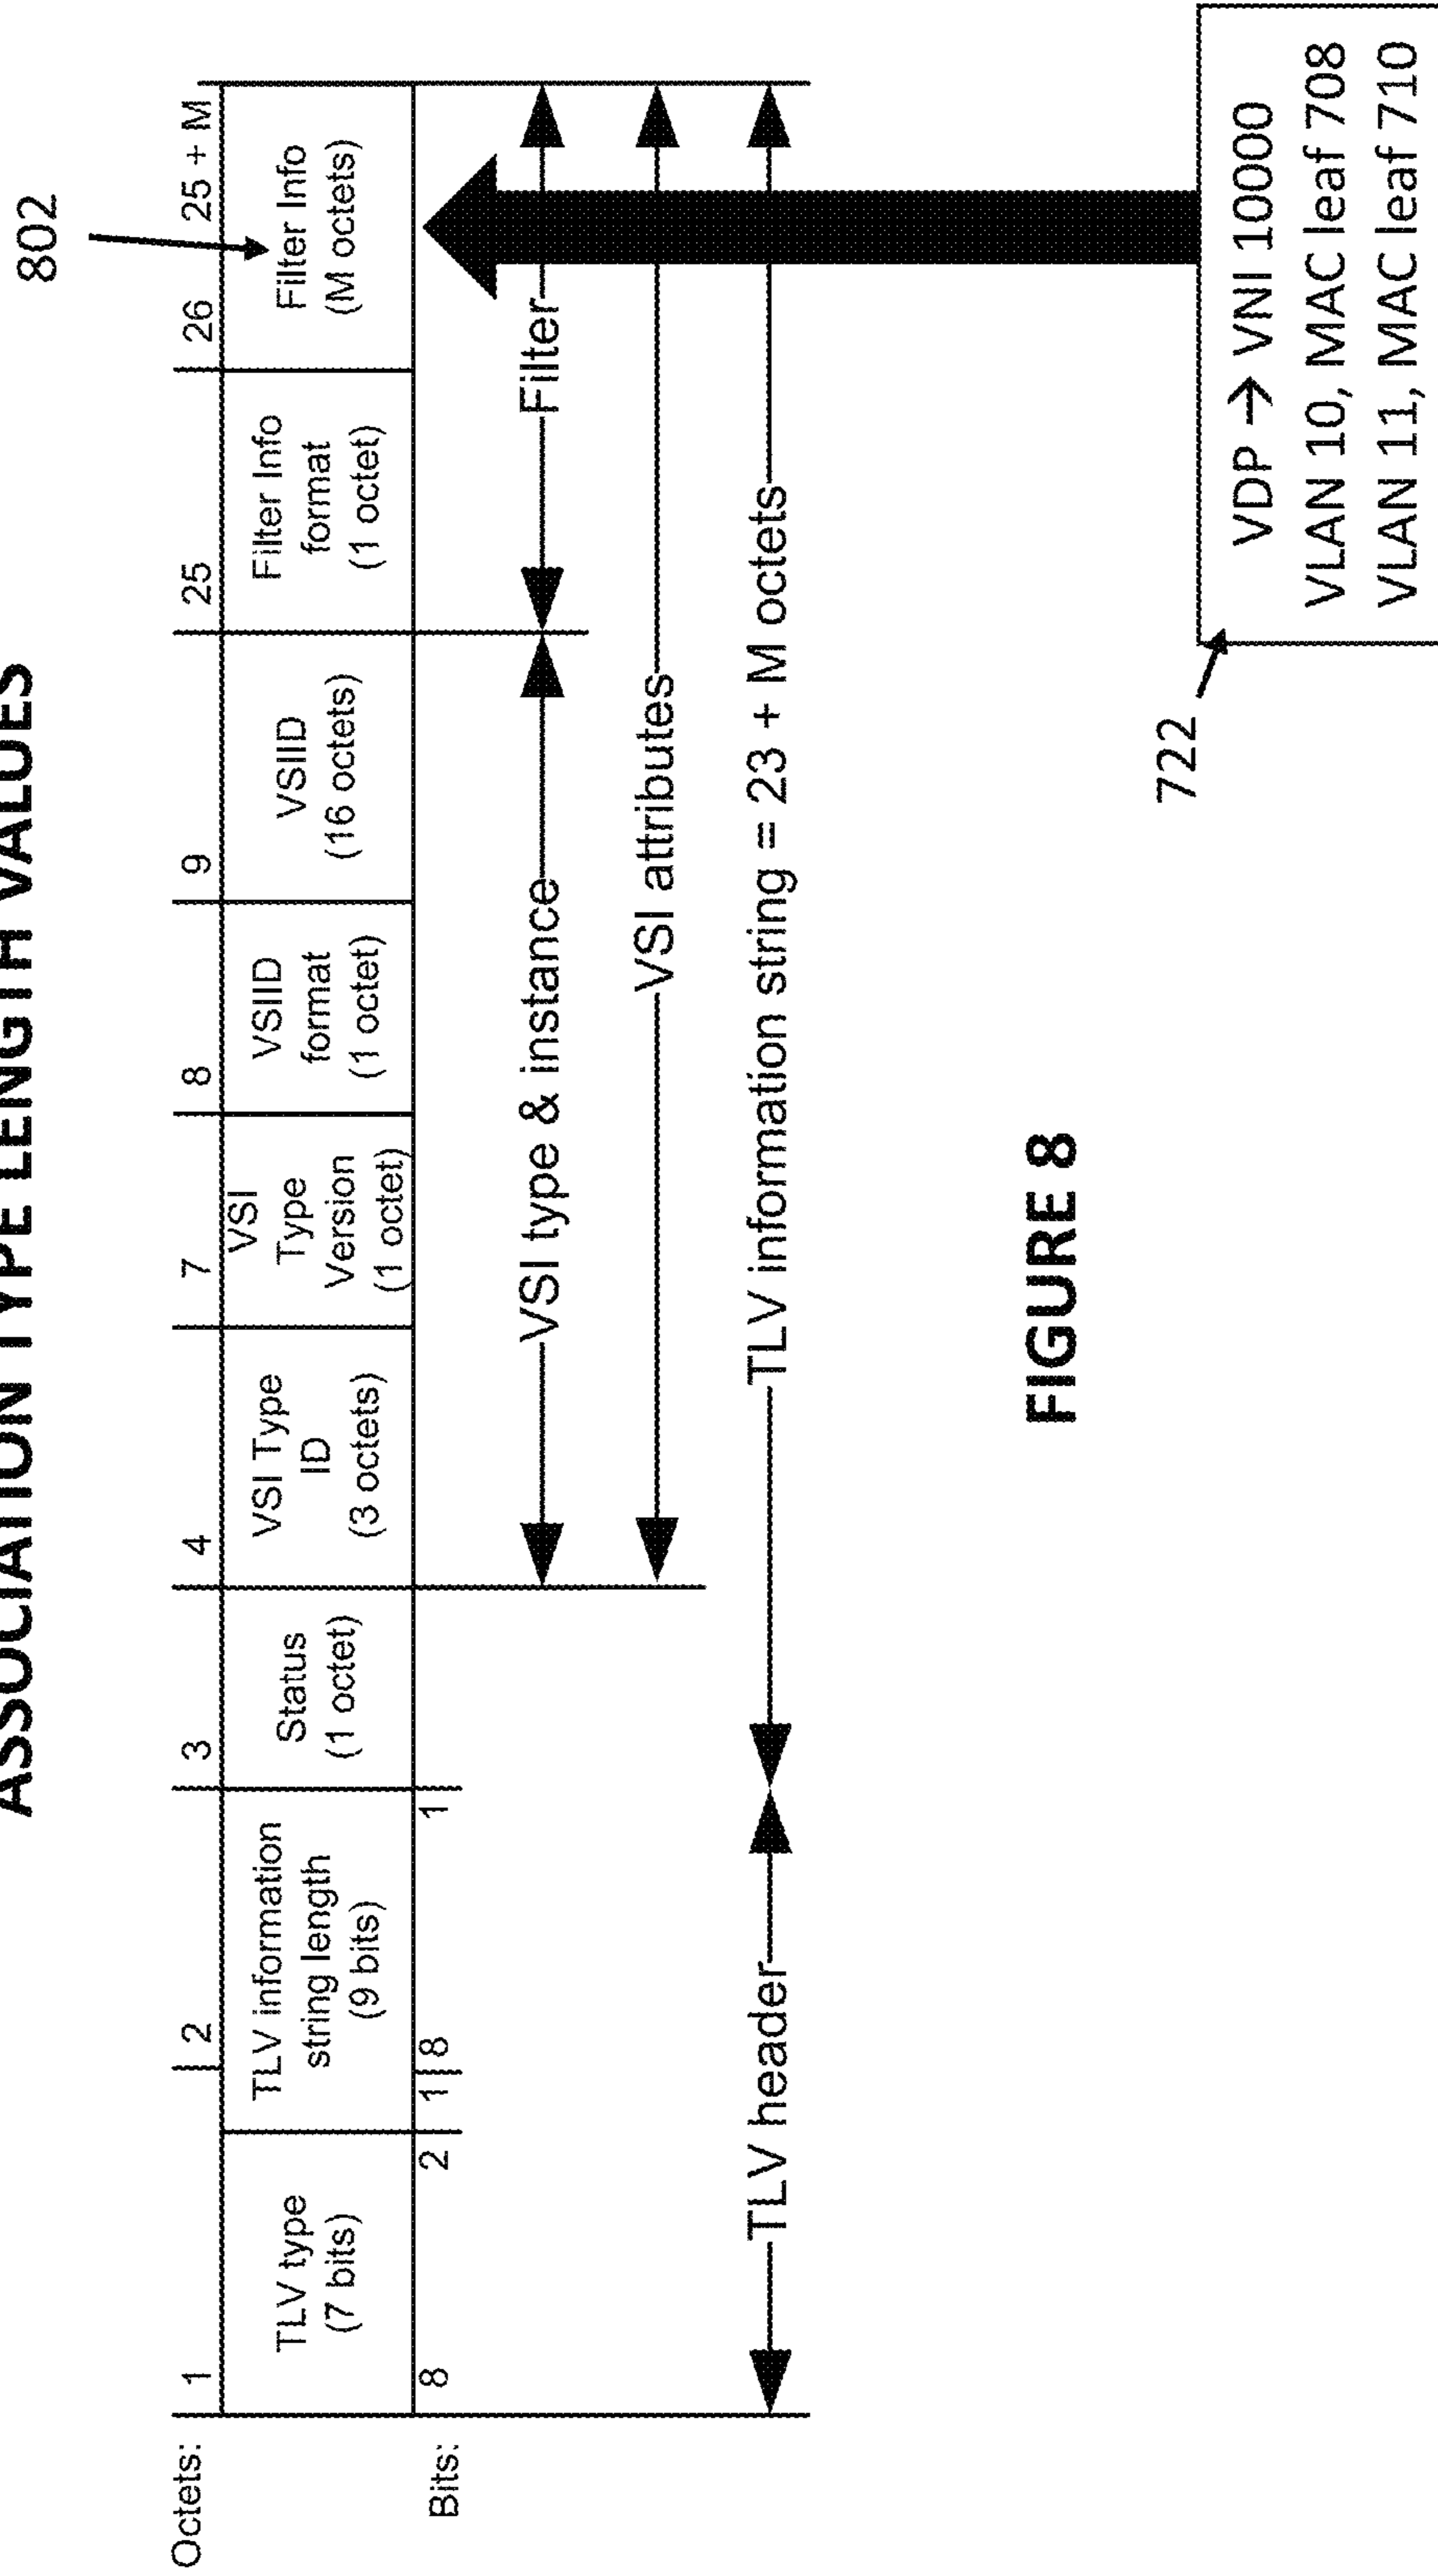 ASSOCIATION TYPE LENGTH VALUES
802
Octets:
1
2
3
4
7
8
9
25
26
25 + M
TLV type
(7 bits)
TLV information
string length
(9 bits)
Status
(1 octet)
VSI Type
ID
(3 octets)
VSI
Type
Version
(1 octet)
VSIID
format
(1 octet)
VSIID
(16 octets)
Filter Info
format
(1 octet)
Filter Info
(M octets)
Bits:
8
2
1
8
1
VSI type & instance
Filter
VSI attributes
TLV header
TLV information string = 23 + M octets
722
VDP → VNI 10000
VLAN 10, MAC leaf 708
VLAN 11, MAC leaf 710
FIGURE 8